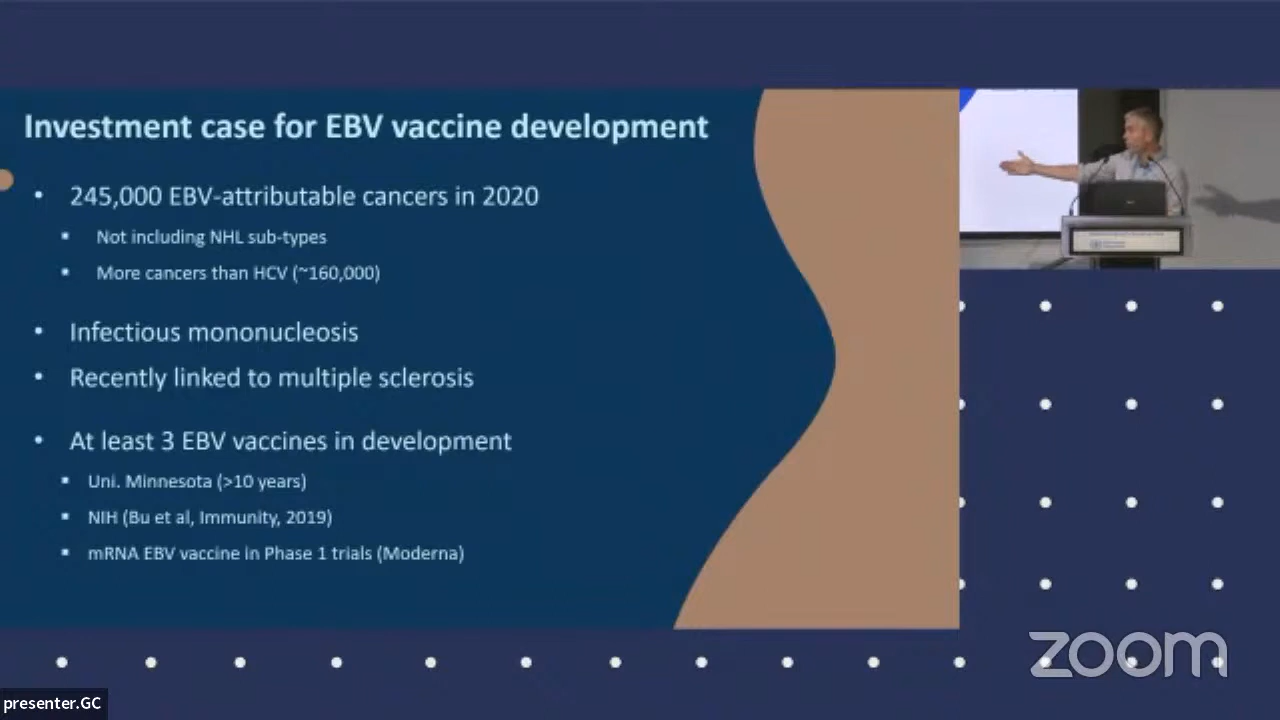 Investment case for EBV vaccine development
• 245,000 EBV-attributable cancers in 2020
▪ Not including NHL sub-types
▪ More cancers than HCV (~160,000)
• Infectious mononucleosis
• Recently linked to multiple sclerosis
• At least 3 EBV vaccines in development
▪ Uni. Minnesota (>10 years)
▪ NIH (Bu et al, Immunity, 2019)
▪ mRNA EBV vaccine in Phase 1 trials (Moderna)
zoom
presenter.GC